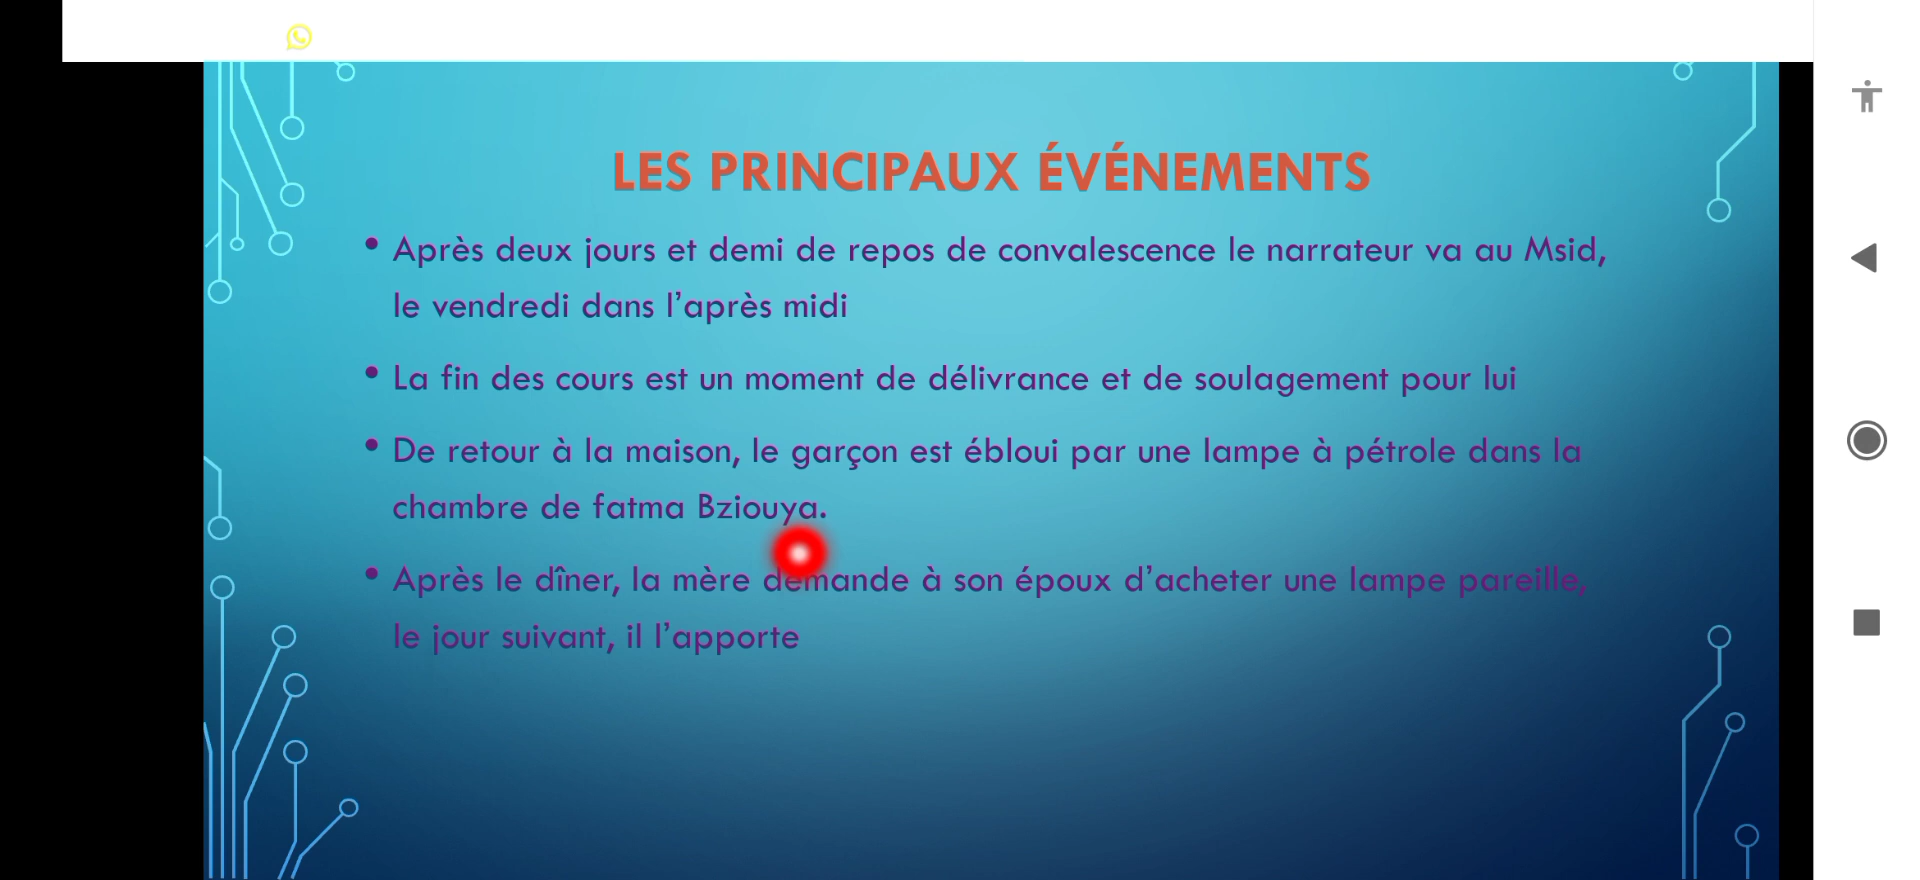 LES PRINCIPAUX ÉVÉNEMENTS
• Après deux jours et demi de repos de convalescence le narrateur va au Msid,
le vendredi dans l’après midi
• La fin des cours est un moment de délivrance et de soulagement pour lui
• De retour à la maison, le garçon est ébloui par une lampe à pétrole dans la
chambre de fatma Bziouya.
• Après le dîner, la mère demande à son époux d’acheter une lampe pareille,
le jour suivant, il l’apporte